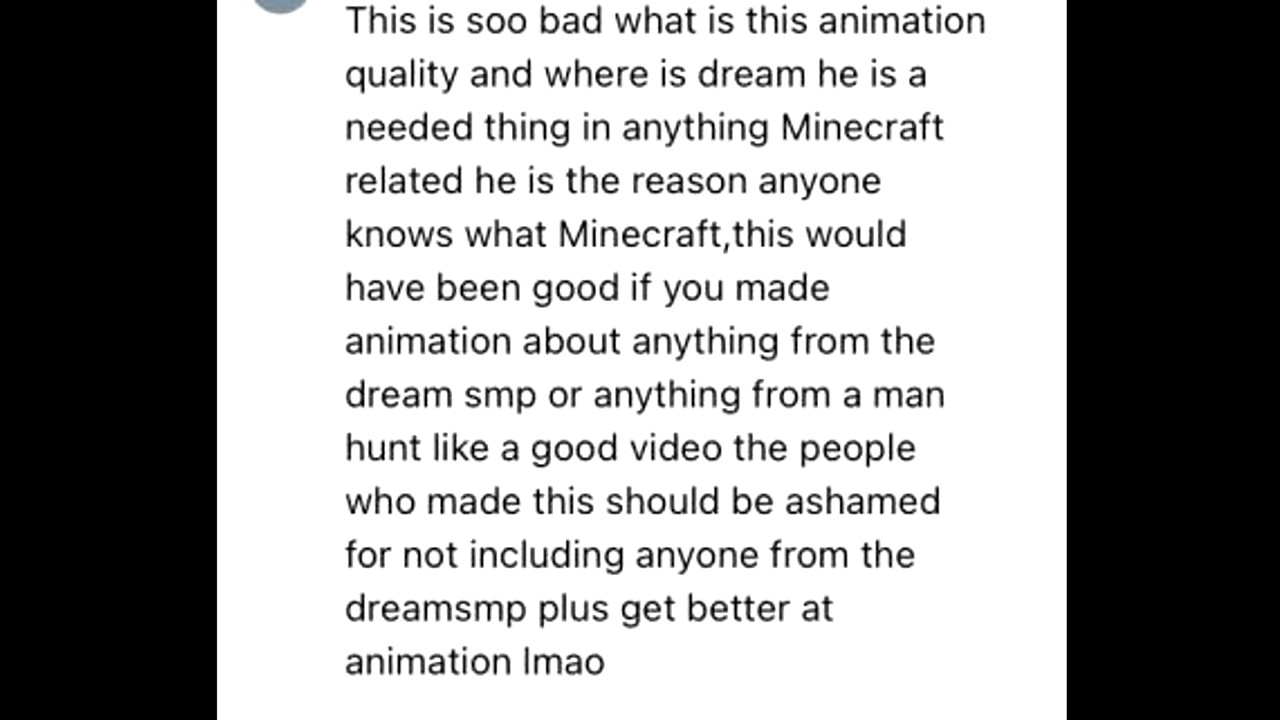 This is soo bad what is this animation
quality and where is dream he is a
needed thing in anything Minecraft
related he is the reason anyone
knows what Minecraft,this would
have been good if you made
animation about anything from the
dream smp or anything from a man
hunt like a good video the people
who made this should be ashamed
for not including anyone from the
dreamsmp plus get better at
animation lmao